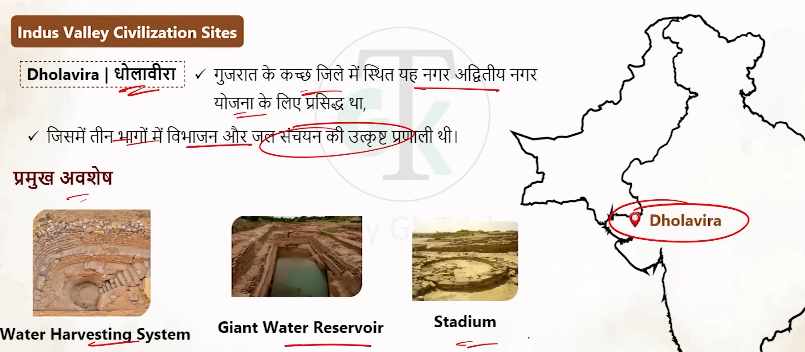 Indus Valley Civilization Sites
Dholavira | धोलावीरा
✓ गुजरात के कच्छ जिले में स्थित यह नगर अद्वितीय नगर
योजना के लिए प्रसिद्ध था,
✓ जिसमें तीन भागों में विभाजन और जल संचयन की उत्कृष्ट प्रणाली थी।
प्रमुख अवशेष
Dholavira
Water Harvesting System
Giant Water Reservoir
Stadium